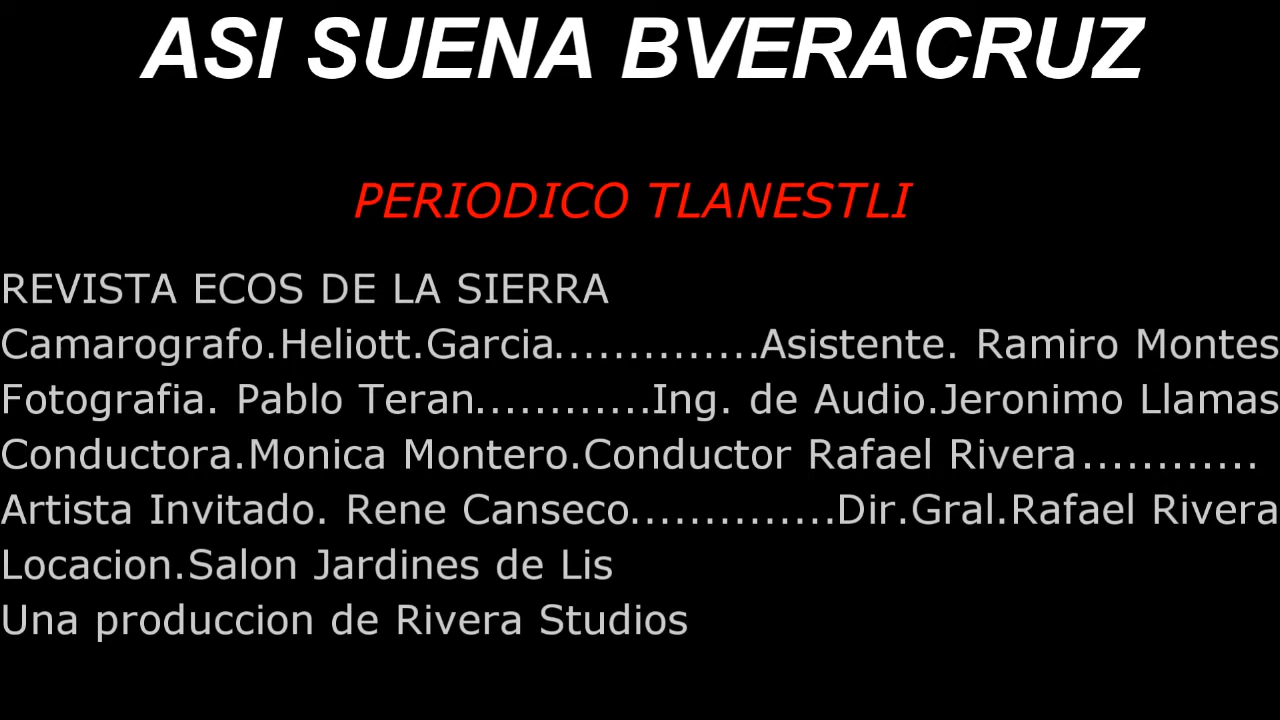 ASI SUENA BVERACRUZ
PERIODICO TLANESTLI
REVISTA ECOS DE LA SIERRA
Camarografo.Heliott.Garcia..............Asistente. Ramiro Montes
Fotografia. Pablo Teran............Ing. de Audio.Jeronimo Llamas
Conductora.Monica Montero.Conductor Rafael Rivera............
Artista Invitado. Rene Canseco..............Dir.Gral.Rafael Rivera
Locacion.Salon Jardines de Lis
Una produccion de Rivera Studios